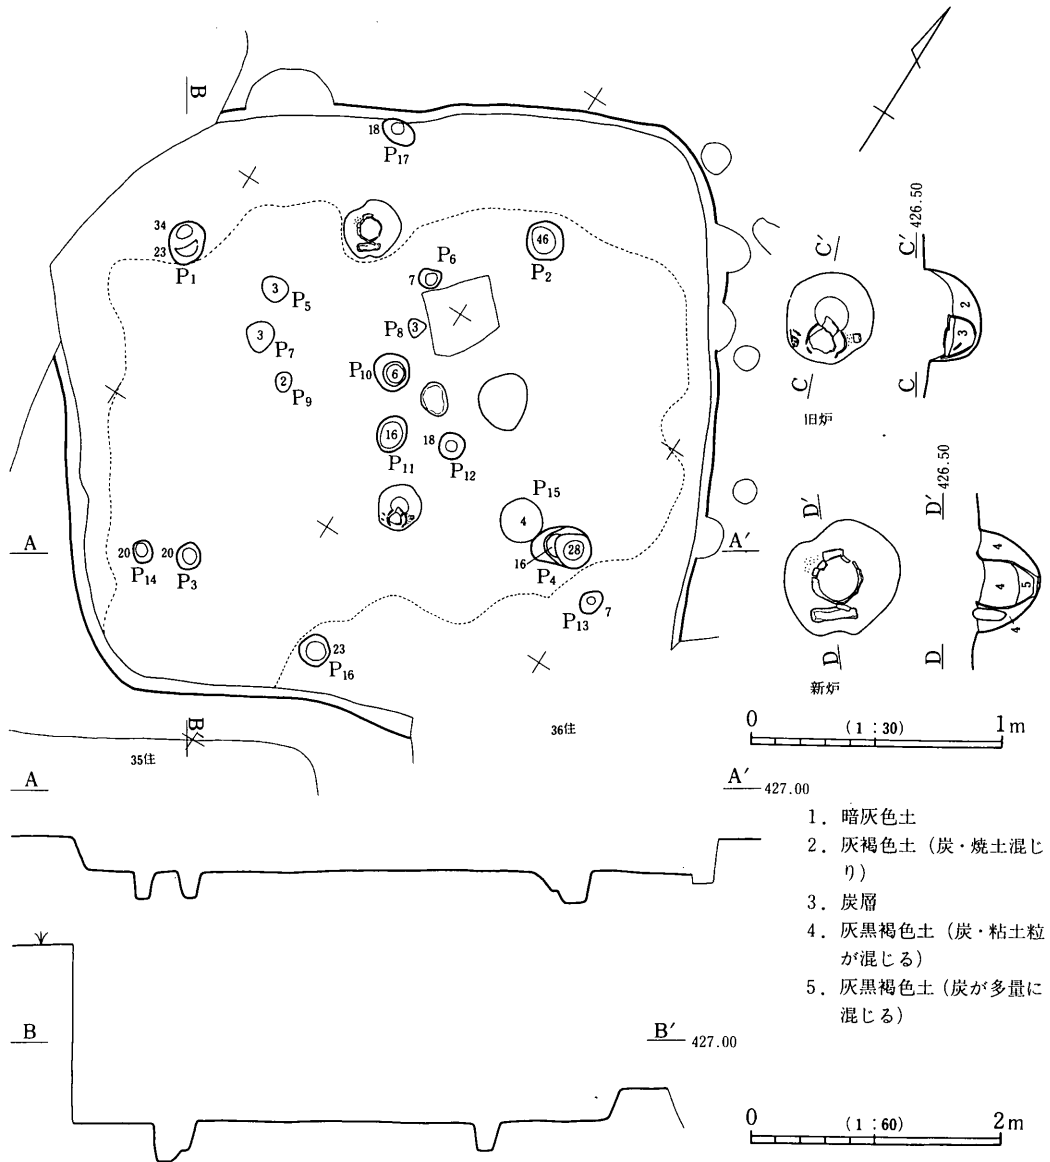 B
18
P17
34
23
P1
46
P2
P6
7
3
P5
3
P7
P8
3
2
P9
P10
6
16
P11
18
P12
P15
4
16
28
P4
7
P13
A
A′
20
P14
20
P3
23
P16
B′
35住
36住
C′
C
旧炉
C′
426.50
2
3
C
D′
D
新炉
D′
426.50
4
4
5
4
D
0
(1:30)
1m
A
A′
427.00
1. 暗灰色土
2. 灰褐色土(炭・焼土混じ
り)
3. 炭層
4. 灰黒褐色土(炭・粘土粒
が混じる)
5. 灰黒褐色土(炭が多量に
混じる)
B
B′
427.00
0
(1:60)
2m